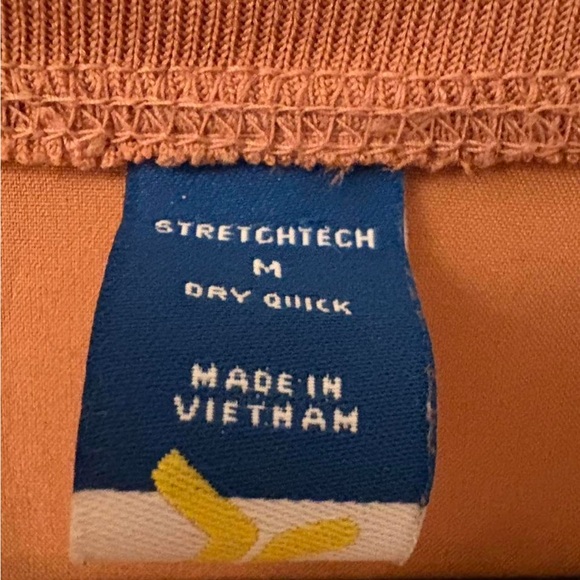 STRETCHTECH
M
DRY QUICK
MADE IN
VIETNAM